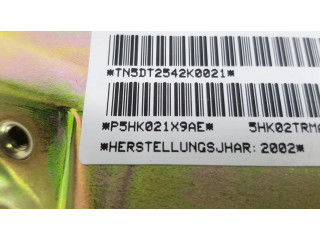 *TN5DT2542K0021*
*P5HK021X9AE* 5HK02TRMA
*HERSTELLUNGSJHAR: 2002*